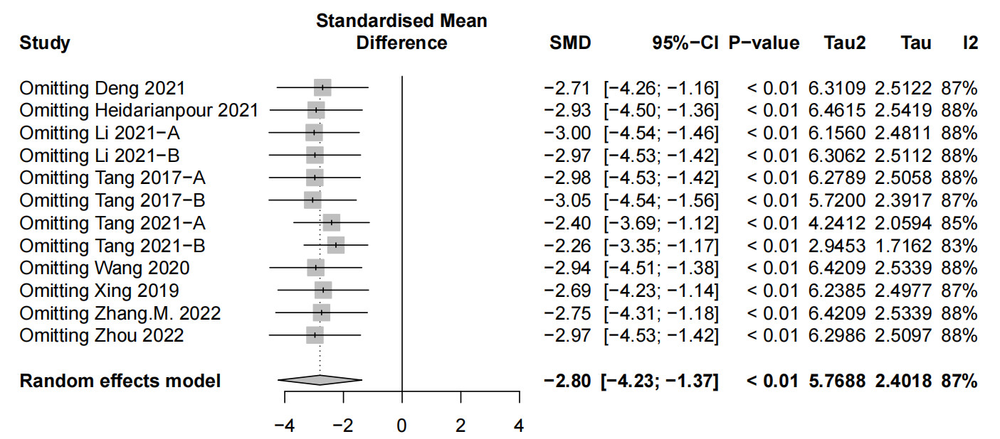 Standardised Mean
Study Difference SMD 95%−CI P−value Tau2 Tau I2
Omitting Deng 2021 −2.71 [−4.26; −1.16] < 0.01 6.3109 2.5122 87%
Omitting Heidarianpour 2021 −2.93 [−4.50; −1.36] < 0.01 6.4615 2.5419 88%
Omitting Li 2021−A −3.00 [−4.54; −1.46] < 0.01 6.1560 2.4811 88%
Omitting Li 2021−B −2.97 [−4.53; −1.42] < 0.01 6.3062 2.5112 88%
Omitting Tang 2017−A −2.98 [−4.53; −1.42] < 0.01 6.2789 2.5058 88%
Omitting Tang 2017−B −3.05 [−4.54; −1.56] < 0.01 5.7200 2.3917 87%
Omitting Tang 2021−A −2.40 [−3.69; −1.12] < 0.01 4.2412 2.0594 85%
Omitting Tang 2021−B −2.26 [−3.35; −1.17] < 0.01 2.9453 1.7162 83%
Omitting Wang 2020 −2.94 [−4.51; −1.38] < 0.01 6.4209 2.5339 88%
Omitting Xing 2019 −2.69 [−4.23; −1.14] < 0.01 6.2385 2.4977 87%
Omitting Zhang.M. 2022 −2.75 [−4.31; −1.18] < 0.01 6.4209 2.5339 88%
Omitting Zhou 2022 −2.97 [−4.53; −1.42] < 0.01 6.2986 2.5097 88%
Random effects model −2.80 [−4.23; −1.37] < 0.01 5.7688 2.4018 87%
−4 −2 0 2 4